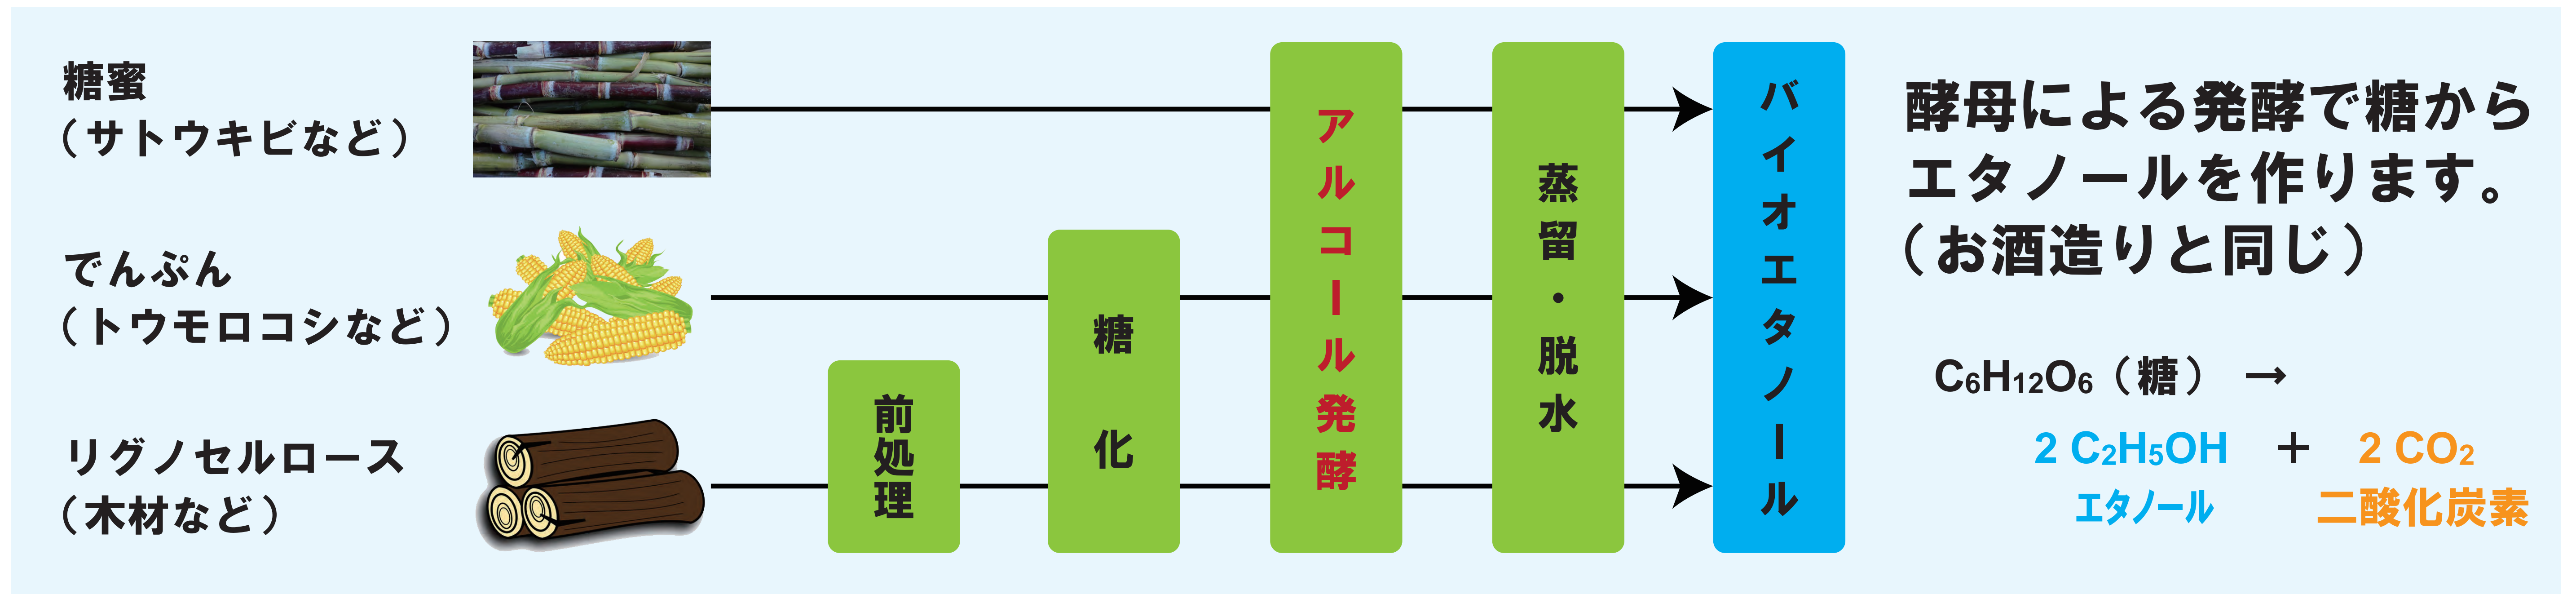 糖蜜
（サトウキビなど）
でんぷん
（トウモロコシなど）
リグノセルロース
（木材など）
前処理
糖化
アルコール発酵
蒸留・脱水
バイオエタノール
酵母による発酵で糖から
エタノールを作ります。
（お酒造りと同じ）
C6H12O6（糖） →
2 C2H5OH + 2 CO2
エタノール 二酸化炭素